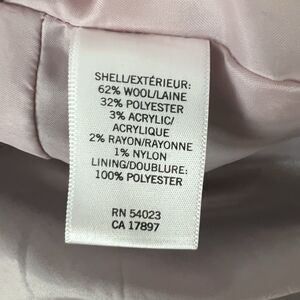 SHELL/EXTÉRIEUR:
62% WOOL/LAINE
32% POLYESTER
3% ACRYLIC/
ACRYLIQUE
2% RAYON/RAYONNE
1% NYLON
LINING/DOUBLURE:
100% POLYESTER
RN 54023
CA 17897